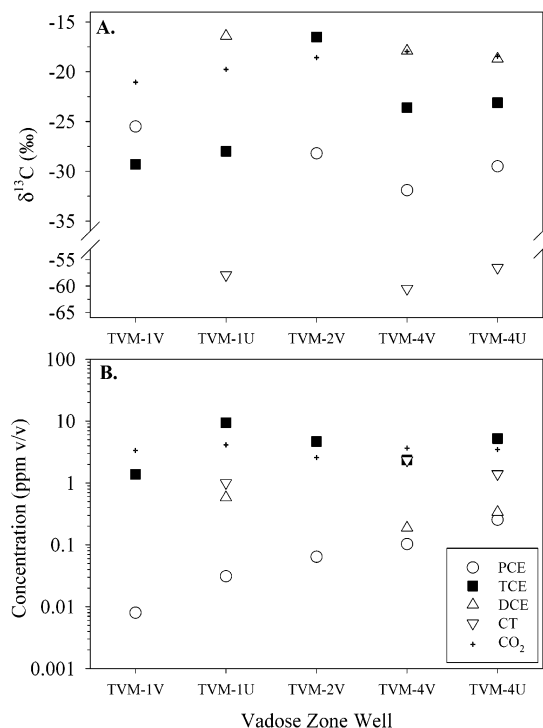 A.
-15
-20
-25
-30
-35
-55
-60
-65
δ13C (‰)
TVM-1V TVM-1U TVM-2V TVM-4V TVM-4U
B.
100
10
1
0.1
0.01
0.001
Concentration (ppm v/v)
PCE
TCE
DCE
CT
CO2
TVM-1V TVM-1U TVM-2V TVM-4V TVM-4U
Vadose Zone Well